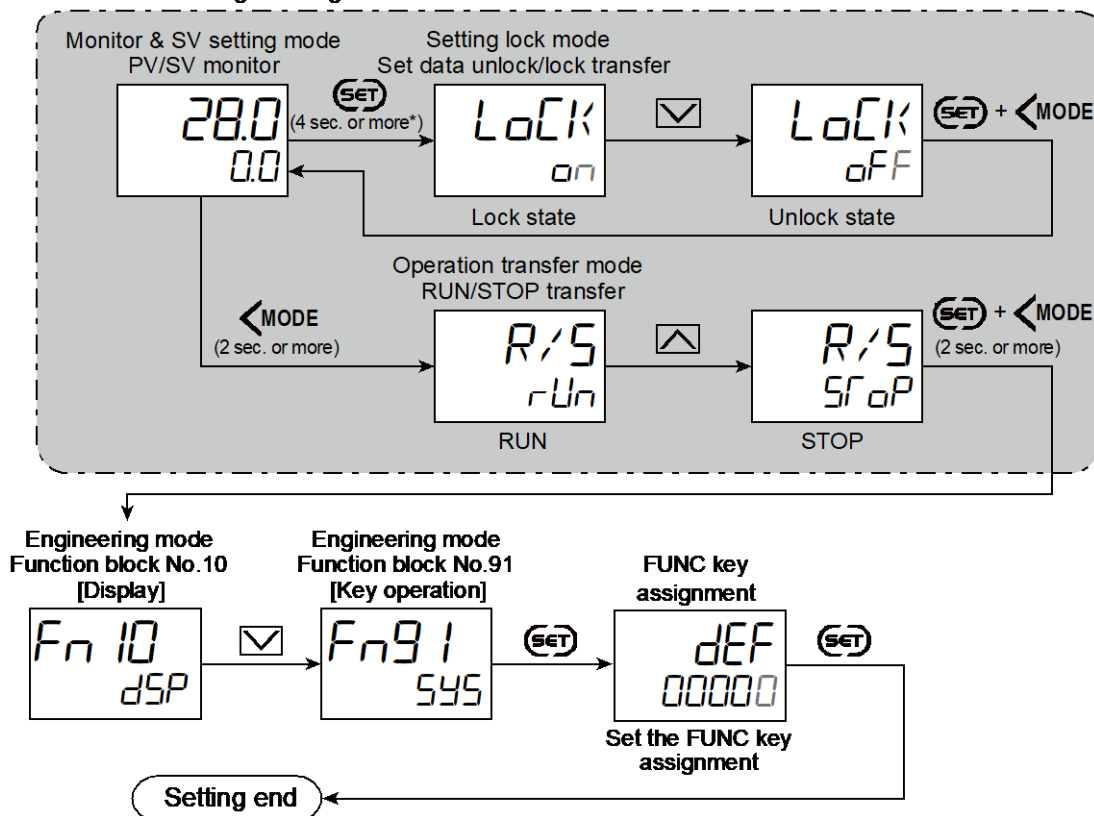 Monitor & SV setting mode
PV/SV monitor
Setting lock mode
Set data unlock/lock transfer
28.0
0.0
SET
(4 sec. or more*)
LoCK
on
LoCK
oFF
SET + <MODE
Lock state
Unlock state
Operation transfer mode
RUN/STOP transfer
<MODE
(2 sec. or more)
R/S
rUn
R/S
SToP
SET + <MODE
(2 sec. or more)
RUN
STOP
Engineering mode
Function block No.10
[Display]
Engineering mode
Function block No.91
[Key operation]
FUNC key
assignment
Fn10
dSP
Fn91
SYS
SET
dEF
00000
SET
Set the FUNC key
assignment
Setting end